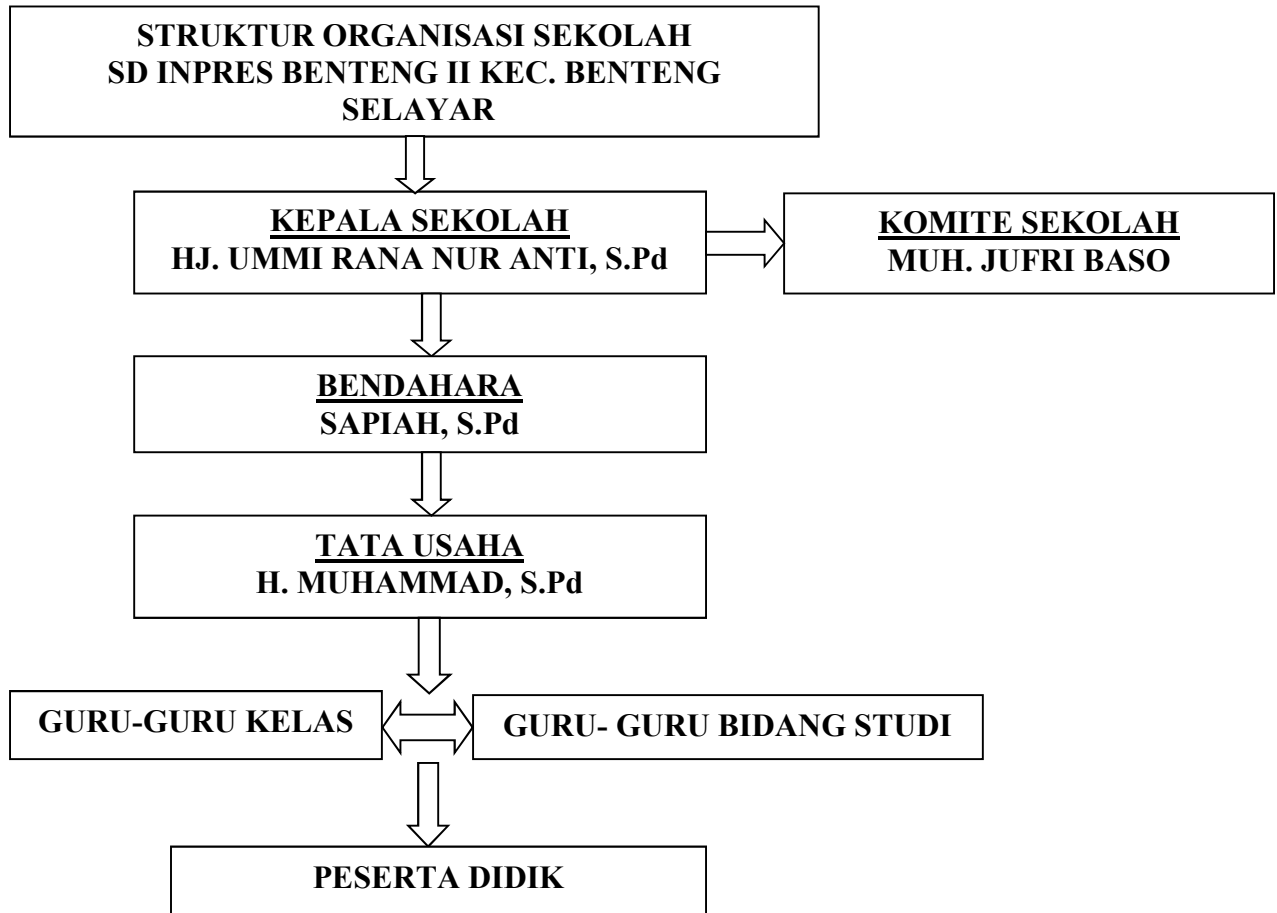 STRUKTUR ORGANISASI SEKOLAH
SD INPRES BENTENG II KEC. BENTENG
SELAYAR
KEPALA SEKOLAH
HJ. UMMI RANA NUR ANTI, S.Pd
KOMITE SEKOLAH
MUH. JUFRI BASO
BENDAHARA
SAPIAH, S.Pd
TATA USAHA
H. MUHAMMAD, S.Pd
GURU-GURU KELAS
GURU- GURU BIDANG STUDI
PESERTA DIDIK